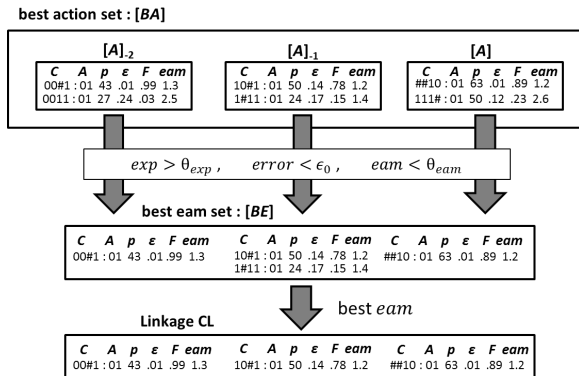 best action set : [BA]
[A]-2 [A]-1 [A]
C A p ε F eam C A p ε F eam C A p ε F eam
00#1 : 01 43 .01 .99 1.3 10#1 : 01 50 .14 .78 1.2 ##10 : 01 63 .01 .89 1.2
0011 : 01 27 .24 .03 2.5 1#11 : 01 24 .17 .15 1.4 111# : 01 50 .12 .23 2.6
exp > θexp , error < ϵ0 , eam < θeam
best eam set : [BE]
C A p ε F eam C A p ε F eam C A p ε F eam
00#1 : 01 43 .01 .99 1.3 10#1 : 01 50 .14 .78 1.2 ##10 : 01 63 .01 .89 1.2
1#11 : 01 24 .17 .15 1.4
best eam
Linkage CL
C A p ε F eam C A p ε F eam C A p ε F eam
00#1 : 01 43 .01 .99 1.3 10#1 : 01 50 .14 .78 1.2 ##10 : 01 63 .01 .89 1.2